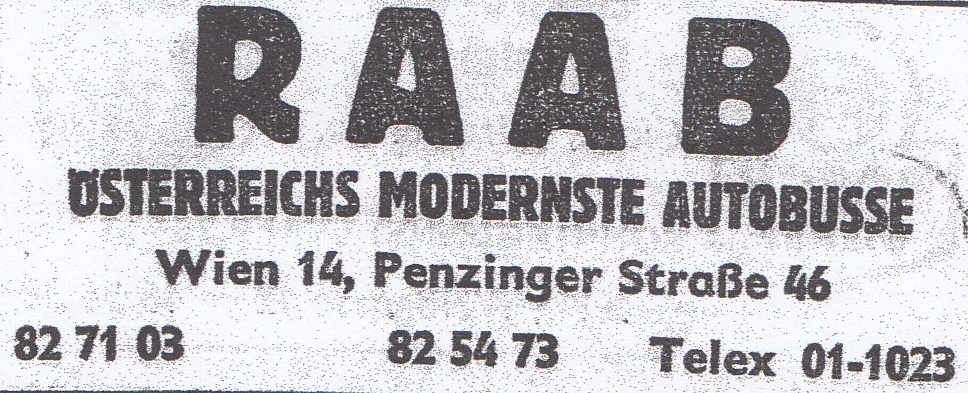 RAAB
ÖSTERREICHS MODERNSTE AUTOBUSSE
Wien 14, Penzinger Straße 46
82 71 03 82 54 73 Telex 01-1023